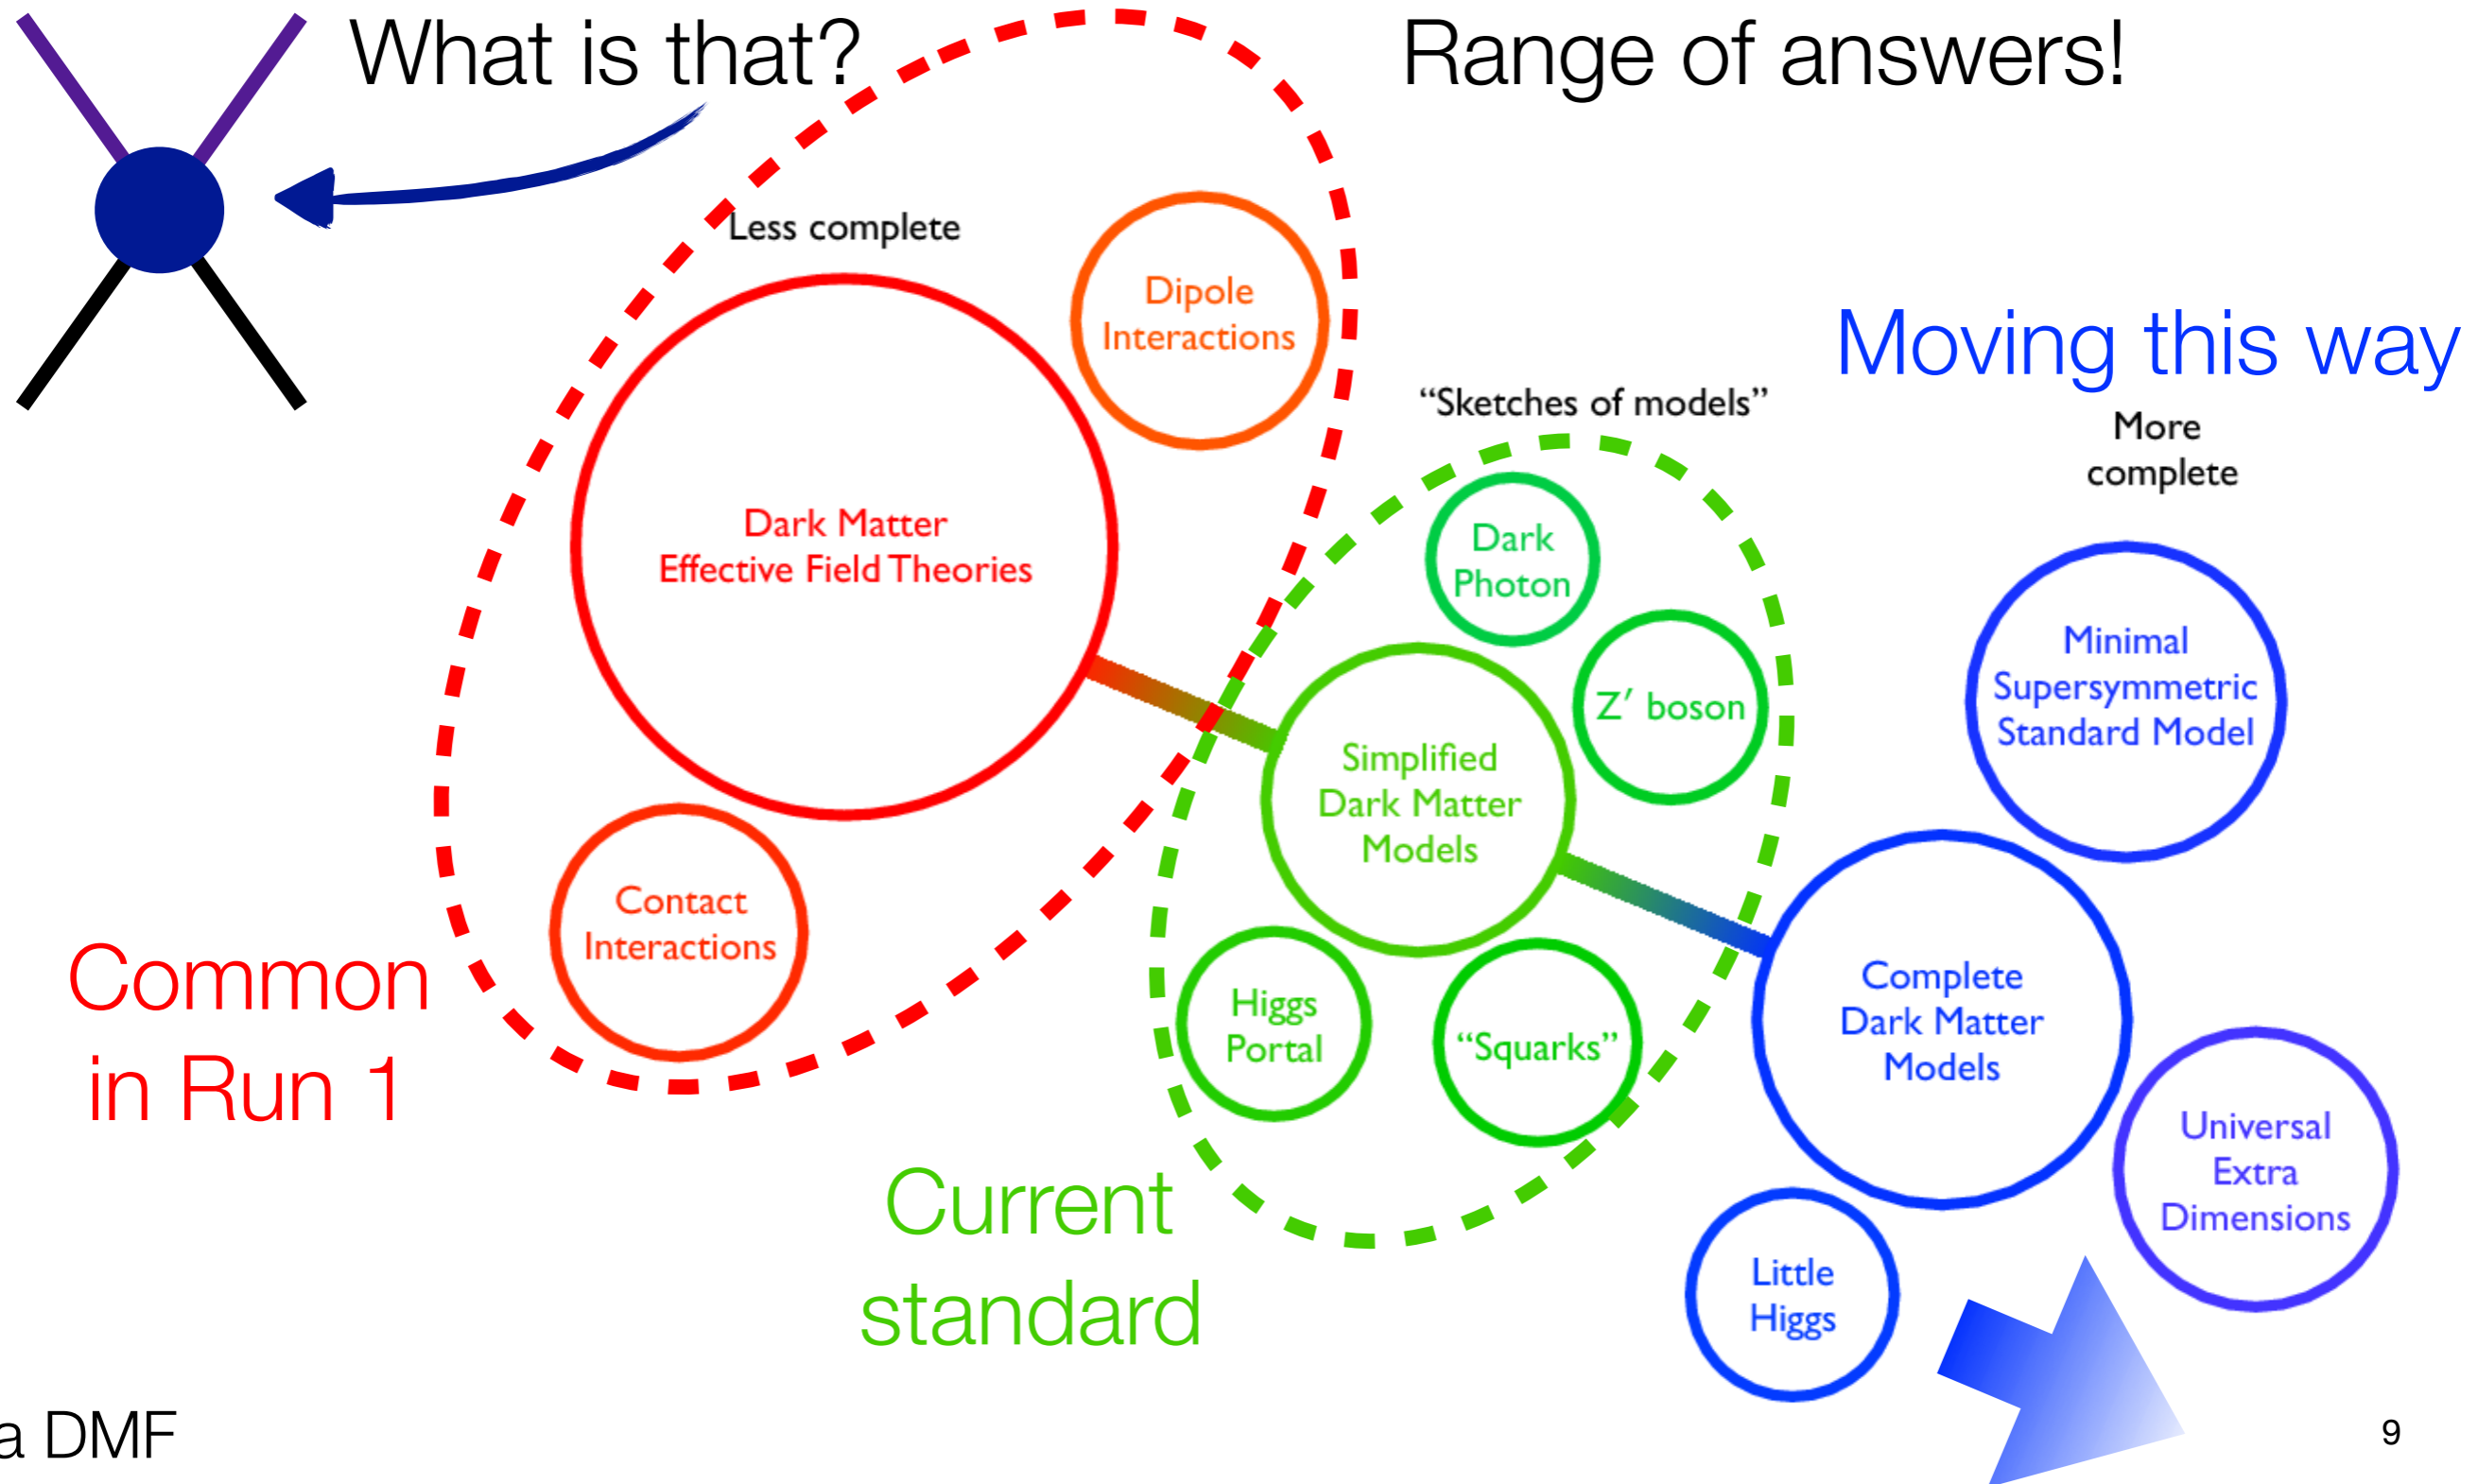 What is that?
Range of answers!
Less complete
Dipole
Interactions
Moving this way
“Sketches of models”
More
complete
Dark Matter
Effective Field Theories
Dark
Photon
Minimal
Supersymmetric
Standard Model
Z′ boson
Simplified
Dark Matter
Models
Contact
Interactions
Common
in Run 1
Higgs
Portal
“Squarks”
Complete
Dark Matter
Models
Universal
Extra
Dimensions
Current
standard
Little
Higgs
a DMF
9